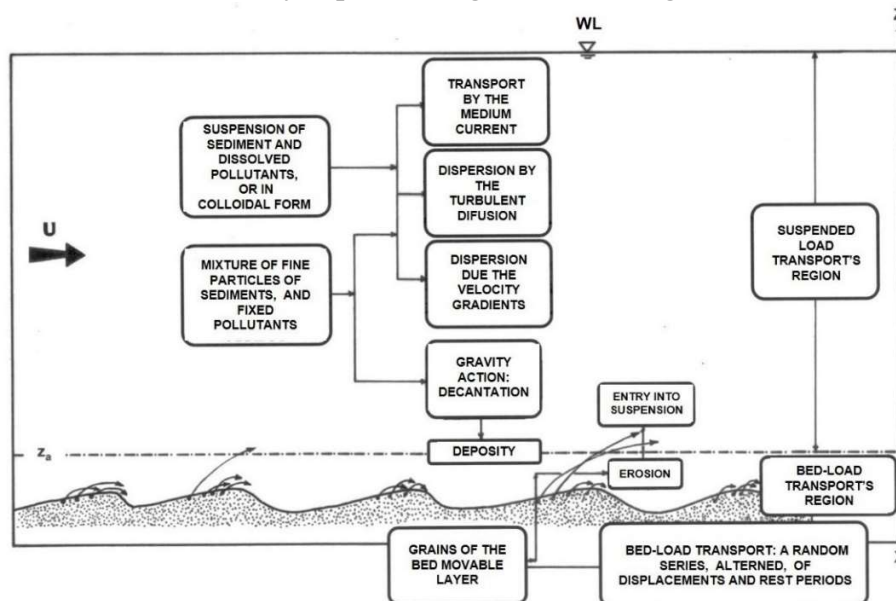 WL
TRANSPORT
BY THE
MEDIUM
CURRENT
SUSPENSION OF
SEDIMENT AND
DISSOLVED
POLLUTANTS,
OR IN
COLLOIDAL FORM
DISPERSION BY
THE
TURBULENT
DIFUSION
U
SUSPENDED
LOAD
TRANSPORT'S
REGION
MIXTURE OF FINE
PARTICLES OF
SEDIMENTS, AND
FIXED
POLLUTANTS
DISPERSION
DUE THE
VELOCITY
GRADIENTS
GRAVITY
ACTION:
DECANTATION
ENTRY INTO
SUSPENSION
za
DEPOSITY
EROSION
BED-LOAD
TRANSPORT'S
REGION
GRAINS OF THE
BED MOVABLE
LAYER
BED-LOAD TRANSPORT: A RANDOM
SERIES, ALTERNED, OF
DISPLACEMENTS AND REST PERIODS